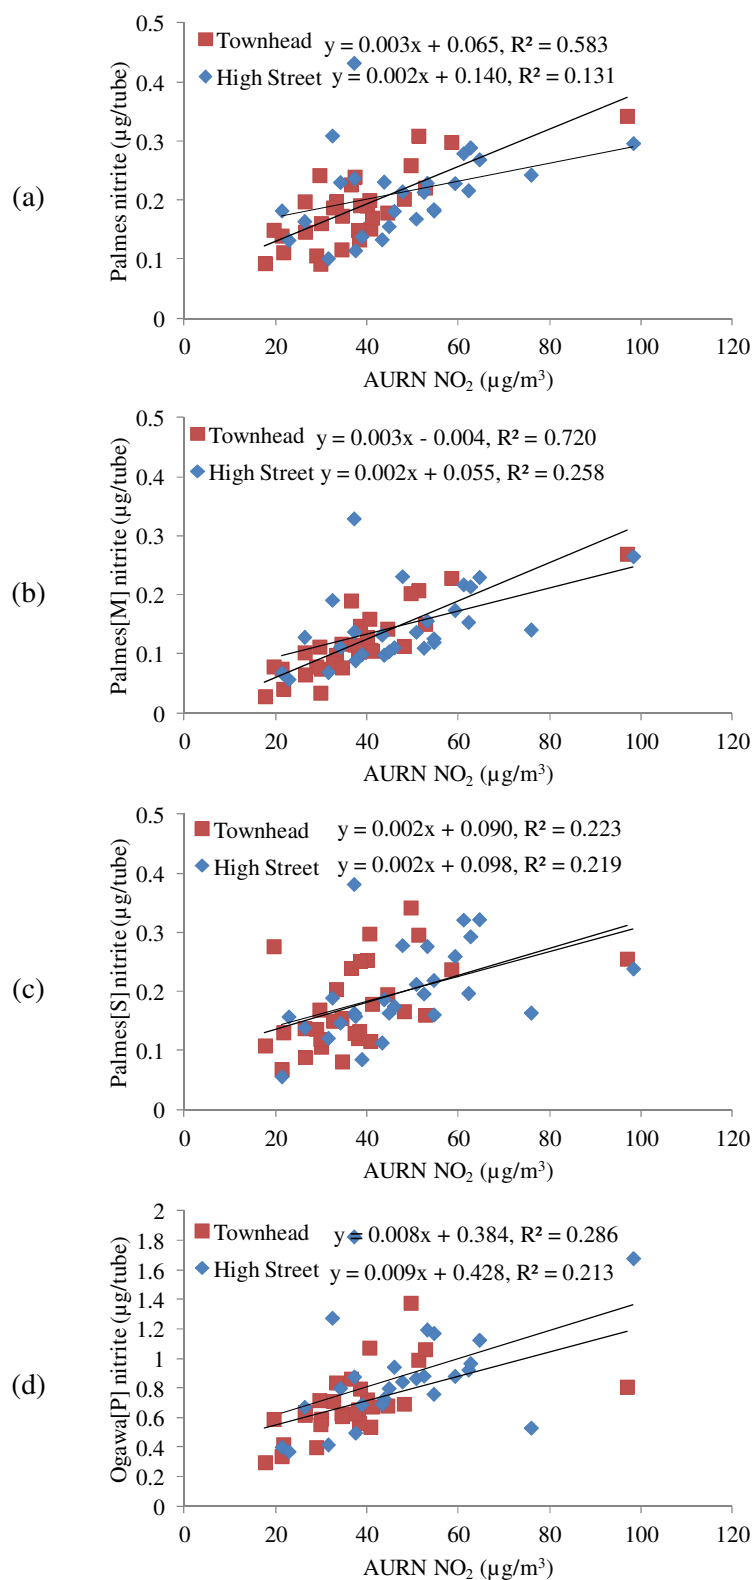 (a)
Palmes nitrite (µg/tube)
0.5
0.4
0.3
0.2
0.1
0
Townhead y = 0.003x + 0.065, R² = 0.583
High Street y = 0.002x + 0.140, R² = 0.131
0 20 40 60 80 100 120
AURN NO₂ (µg/m³)
(b)
Palmes[M] nitrite (µg/tube)
0.5
0.4
0.3
0.2
0.1
0
Townhead y = 0.003x - 0.004, R² = 0.720
High Street y = 0.002x + 0.055, R² = 0.258
0 20 40 60 80 100 120
AURN NO₂ (µg/m³)
(c)
Palmes[S] nitrite (µg/tube)
0.5
0.4
0.3
0.2
0.1
0
Townhead y = 0.002x + 0.090, R² = 0.223
High Street y = 0.002x + 0.098, R² = 0.219
0 20 40 60 80 100 120
AURN NO₂ (µg/m³)
(d)
Ogawa[P] nitrite (µg/tube)
2
1.8
1.6
1.4
1.2
1
0.8
0.6
0.4
0.2
0
Townhead y = 0.008x + 0.384, R² = 0.286
High Street y = 0.009x + 0.428, R² = 0.213
0 20 40 60 80 100 120
AURN NO₂ (µg/m³)